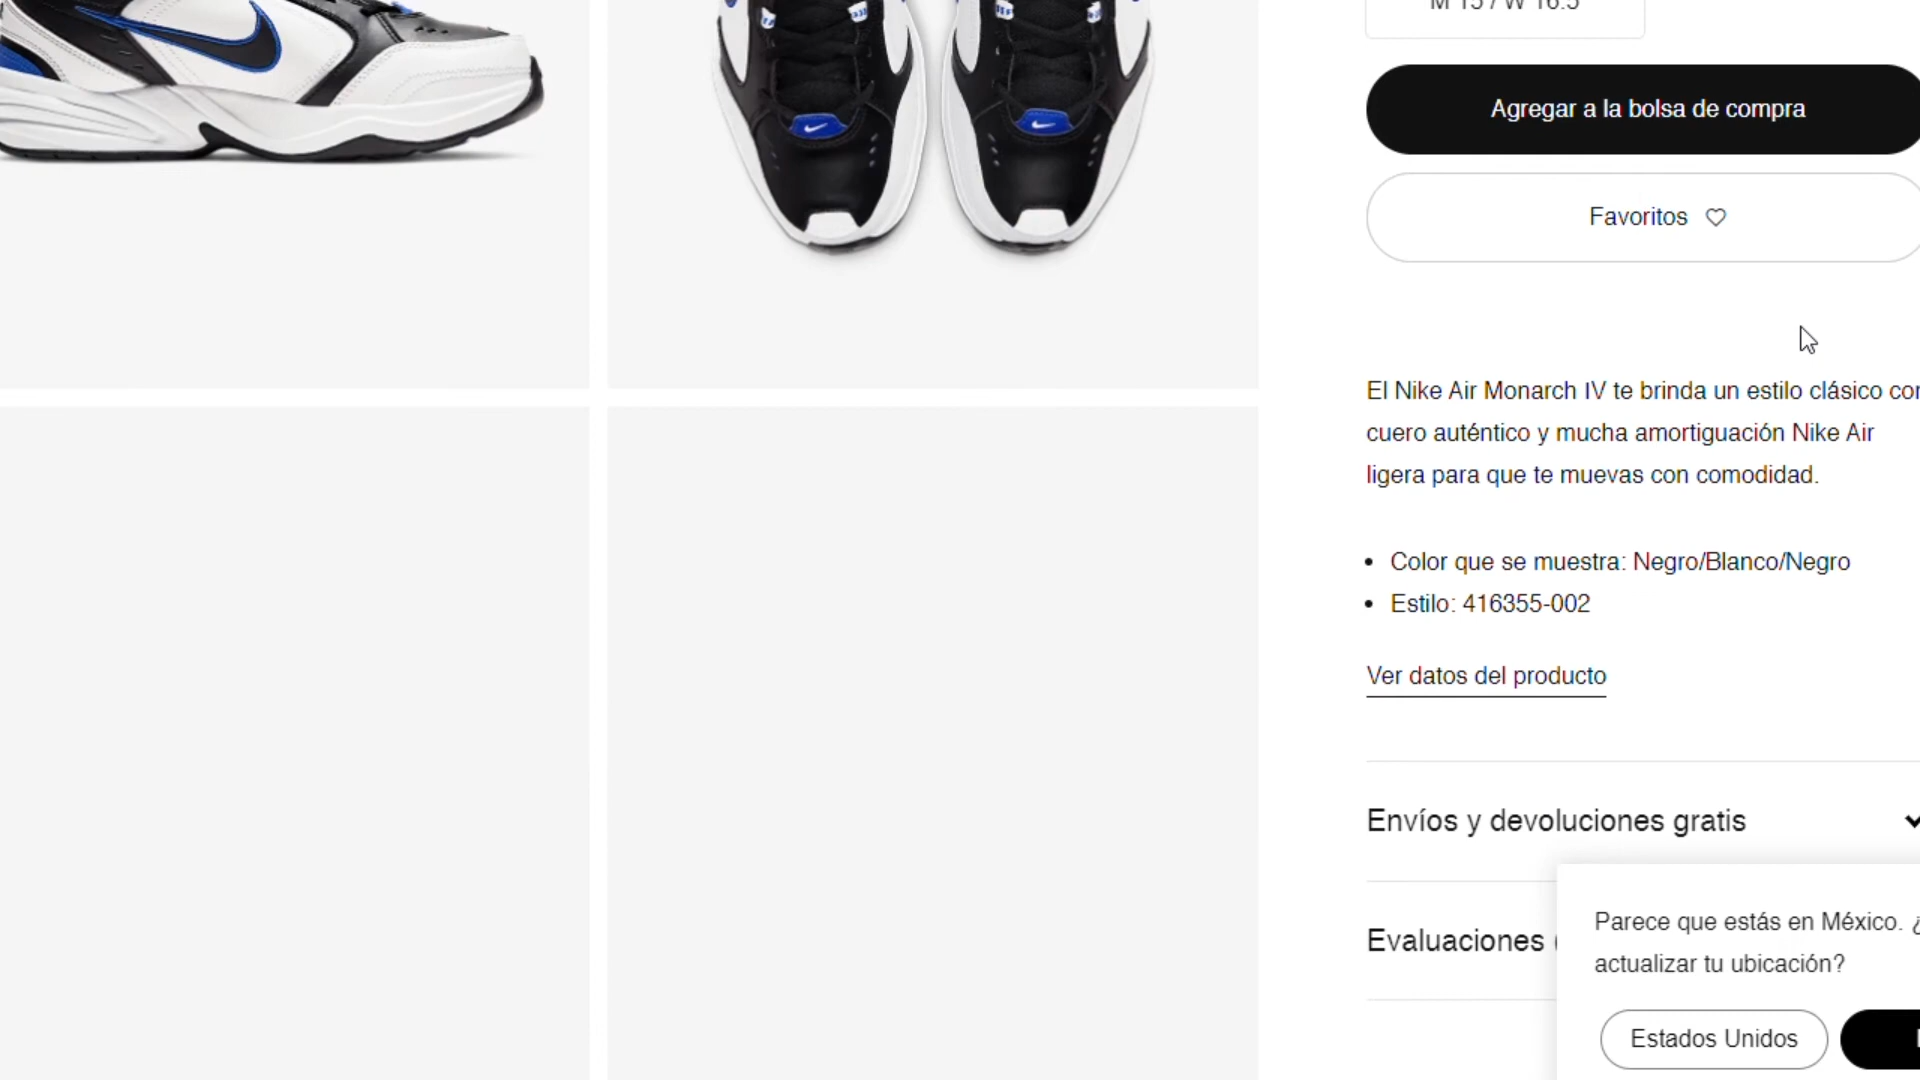 M 15 / W 16.5
Agregar a la bolsa de compra
Favoritos
El Nike Air Monarch IV te brinda un estilo clásico con
cuero auténtico y mucha amortiguación Nike Air
ligera para que te muevas con comodidad.
• Color que se muestra: Negro/Blanco/Negro
• Estilo: 416355-002
Ver datos del producto
Envíos y devoluciones gratis
Evaluaciones (
Parece que estás en México. ¿
actualizar tu ubicación?
Estados Unidos